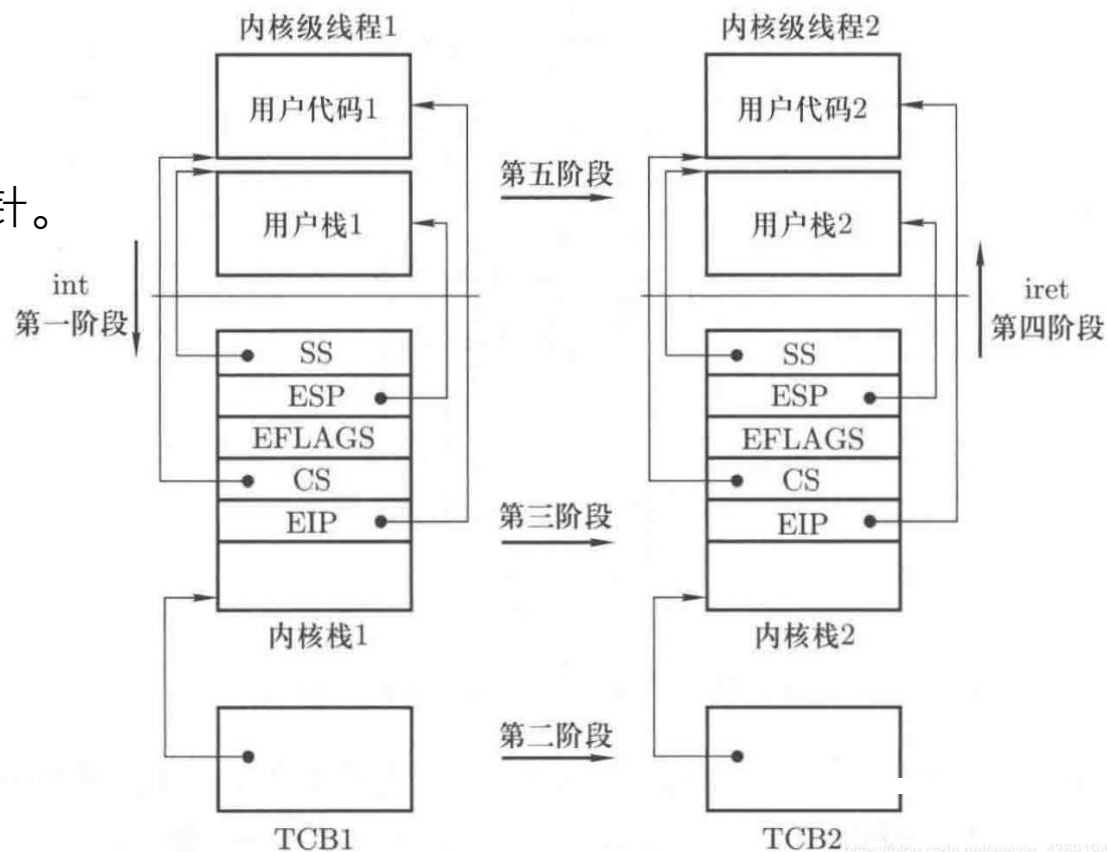 内核级线程1
内核级线程2
用户代码1
用户代码2
第五阶段
针。
用户栈1
用户栈2
int
第一阶段
iret
第四阶段
SS
SS
ESP
ESP
EFLAGS
EFLAGS
CS
CS
第三阶段
EIP
EIP
内核栈1
内核栈2
第二阶段
TCB1
TCB2